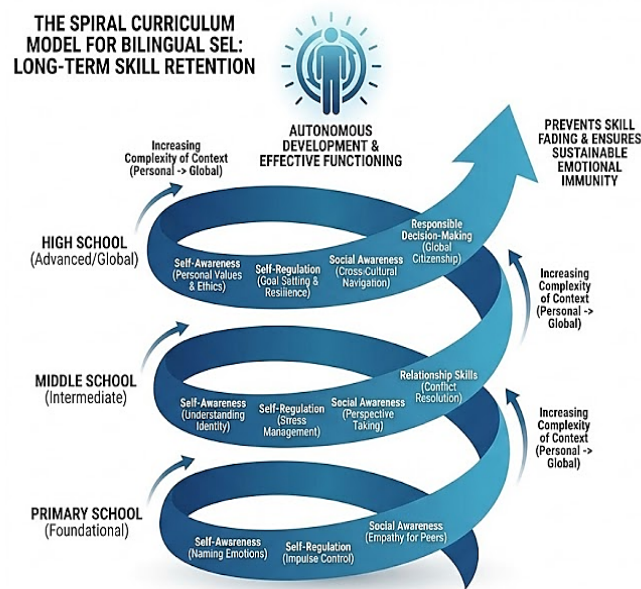 THE SPIRAL CURRICULUM
MODEL FOR BILINGUAL SEL:
LONG-TERM SKILL RETENTION
AUTONOMOUS
DEVELOPMENT &
EFFECTIVE FUNCTIONING
PREVENTS SKILL
FADING & ENSURES
SUSTAINABLE
EMOTIONAL
IMMUNITY
Increasing
Complexity of Context
(Personal -> Global)
HIGH SCHOOL
(Advanced/Global)
Self-Awareness
(Personal Values
& Ethics)
Self-Regulation
(Goal Setting &
Resilience)
Social Awareness
(Cross-Cultural
Navigation)
Responsible
Decision-Making
(Global
Citizenship)
Increasing
Complexity
of Context
(Personal ->
Global)
MIDDLE SCHOOL
(Intermediate)
Self-Awareness
(Understanding
Identity)
Self-Regulation
(Stress
Management)
Social Awareness
(Perspective
Taking)
Relationship Skills
(Conflict
Resolution)
Increasing
Complexity
of Context
(Personal ->
Global)
PRIMARY SCHOOL
(Foundational)
Self-Awareness
(Naming Emotions)
Self-Regulation
(Impulse Control)
Social Awareness
(Empathy for Peers)